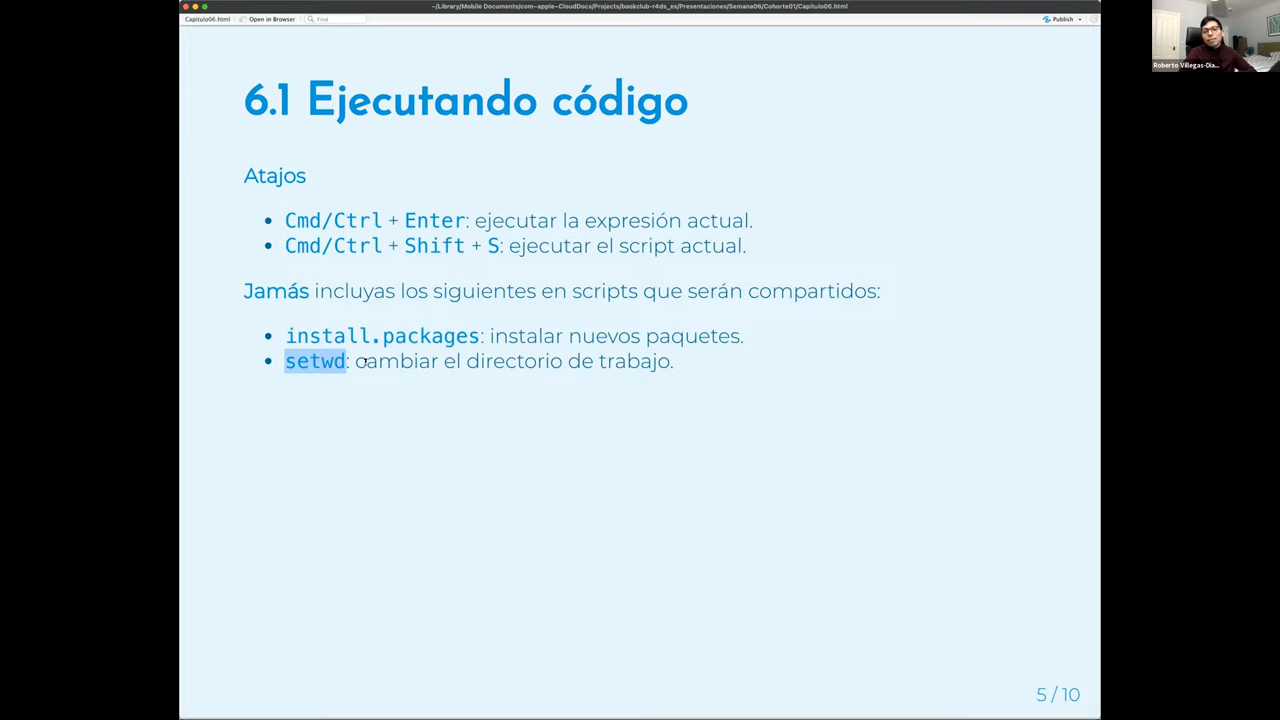 ~/Library/Mobile Documents/com~apple~CloudDocs/Projects/bookclub-r4ds_es/Presentaciones/Semana06/Cohorte01/Capitulo06.html
Capitulo06.html Open in Browser Find Publish
Roberto Villegas-Dia...
6.1 Ejecutando código
Atajos
Cmd/Ctrl + Enter: ejecutar la expresión actual.
Cmd/Ctrl + Shift + S: ejecutar el script actual.
Jamás incluyas los siguientes en scripts que serán compartidos:
install.packages: instalar nuevos paquetes.
setwd: cambiar el directorio de trabajo.
5 / 10